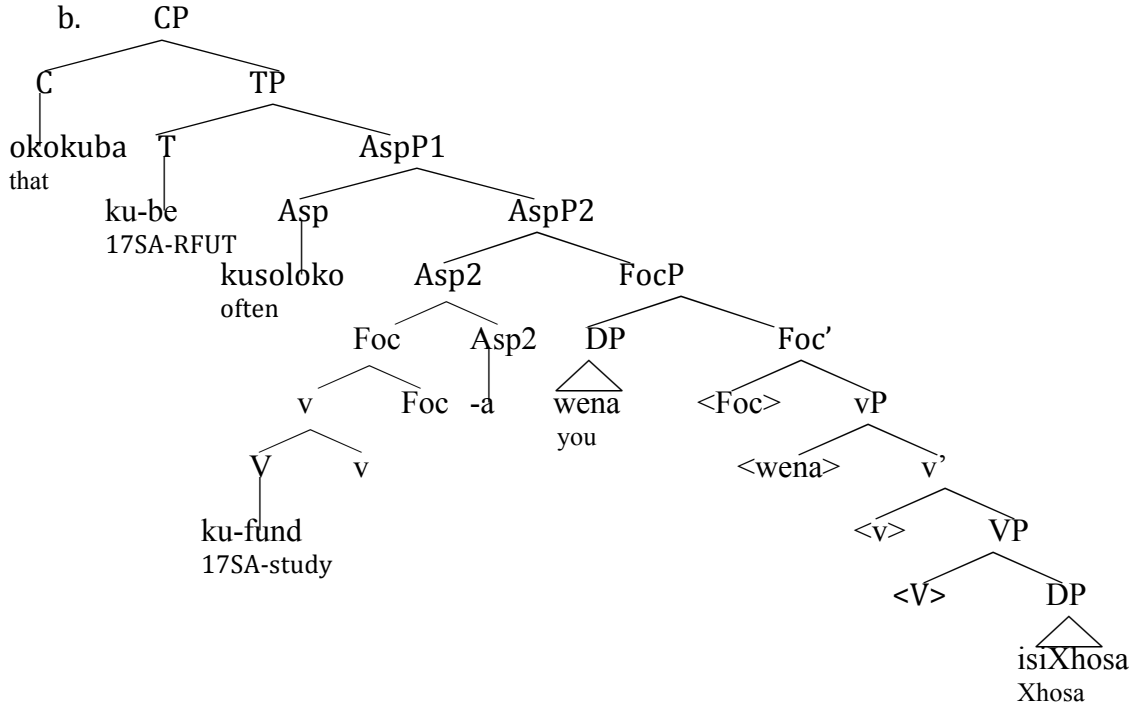 b. CP
C TP
okokuba T AspP1
that
ku-be Asp AspP2
17SA-RFUT
kusoloko Asp2 FocP
often
Foc Asp2 DP Foc’
v Foc -a wena <Foc> vP
you
V v <wena> v’
ku-fund <v> VP
17SA-study
<V> DP
isiXhosa
Xhosa